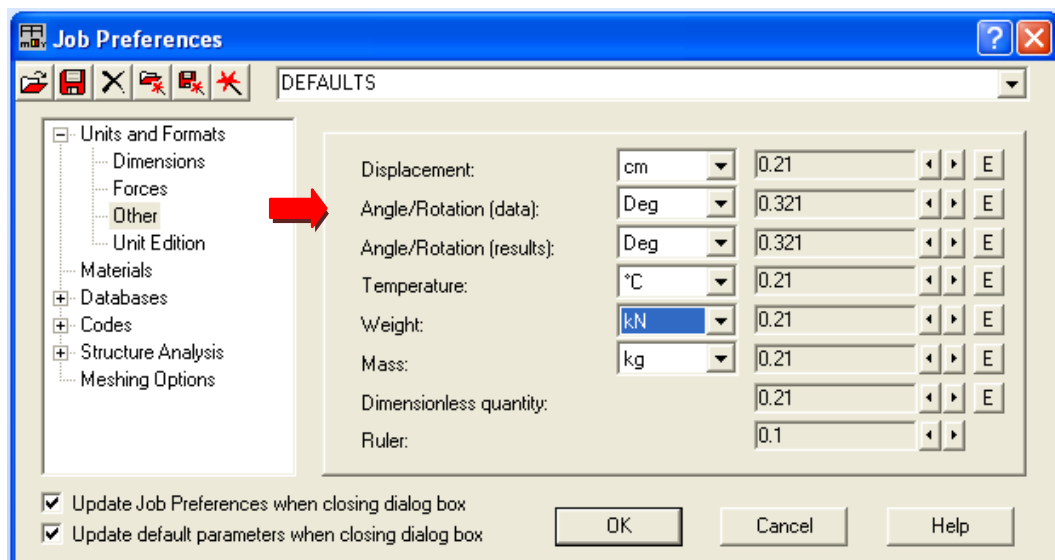 Job Preferences
DEFAULTS
Units and Formats
Dimensions
Forces
Other
Unit Edition
Materials
Databases
Codes
Structure Analysis
Meshing Options
Displacement: cm 0.21 E
Angle/Rotation (data): Deg 0.321 E
Angle/Rotation (results): Deg 0.321 E
Temperature: °C 0.21 E
Weight: kN 0.21 E
Mass: kg 0.21 E
Dimensionless quantity: 0.21 E
Ruler: 0.1
Update Job Preferences when closing dialog box
Update default parameters when closing dialog box
OK Cancel Help